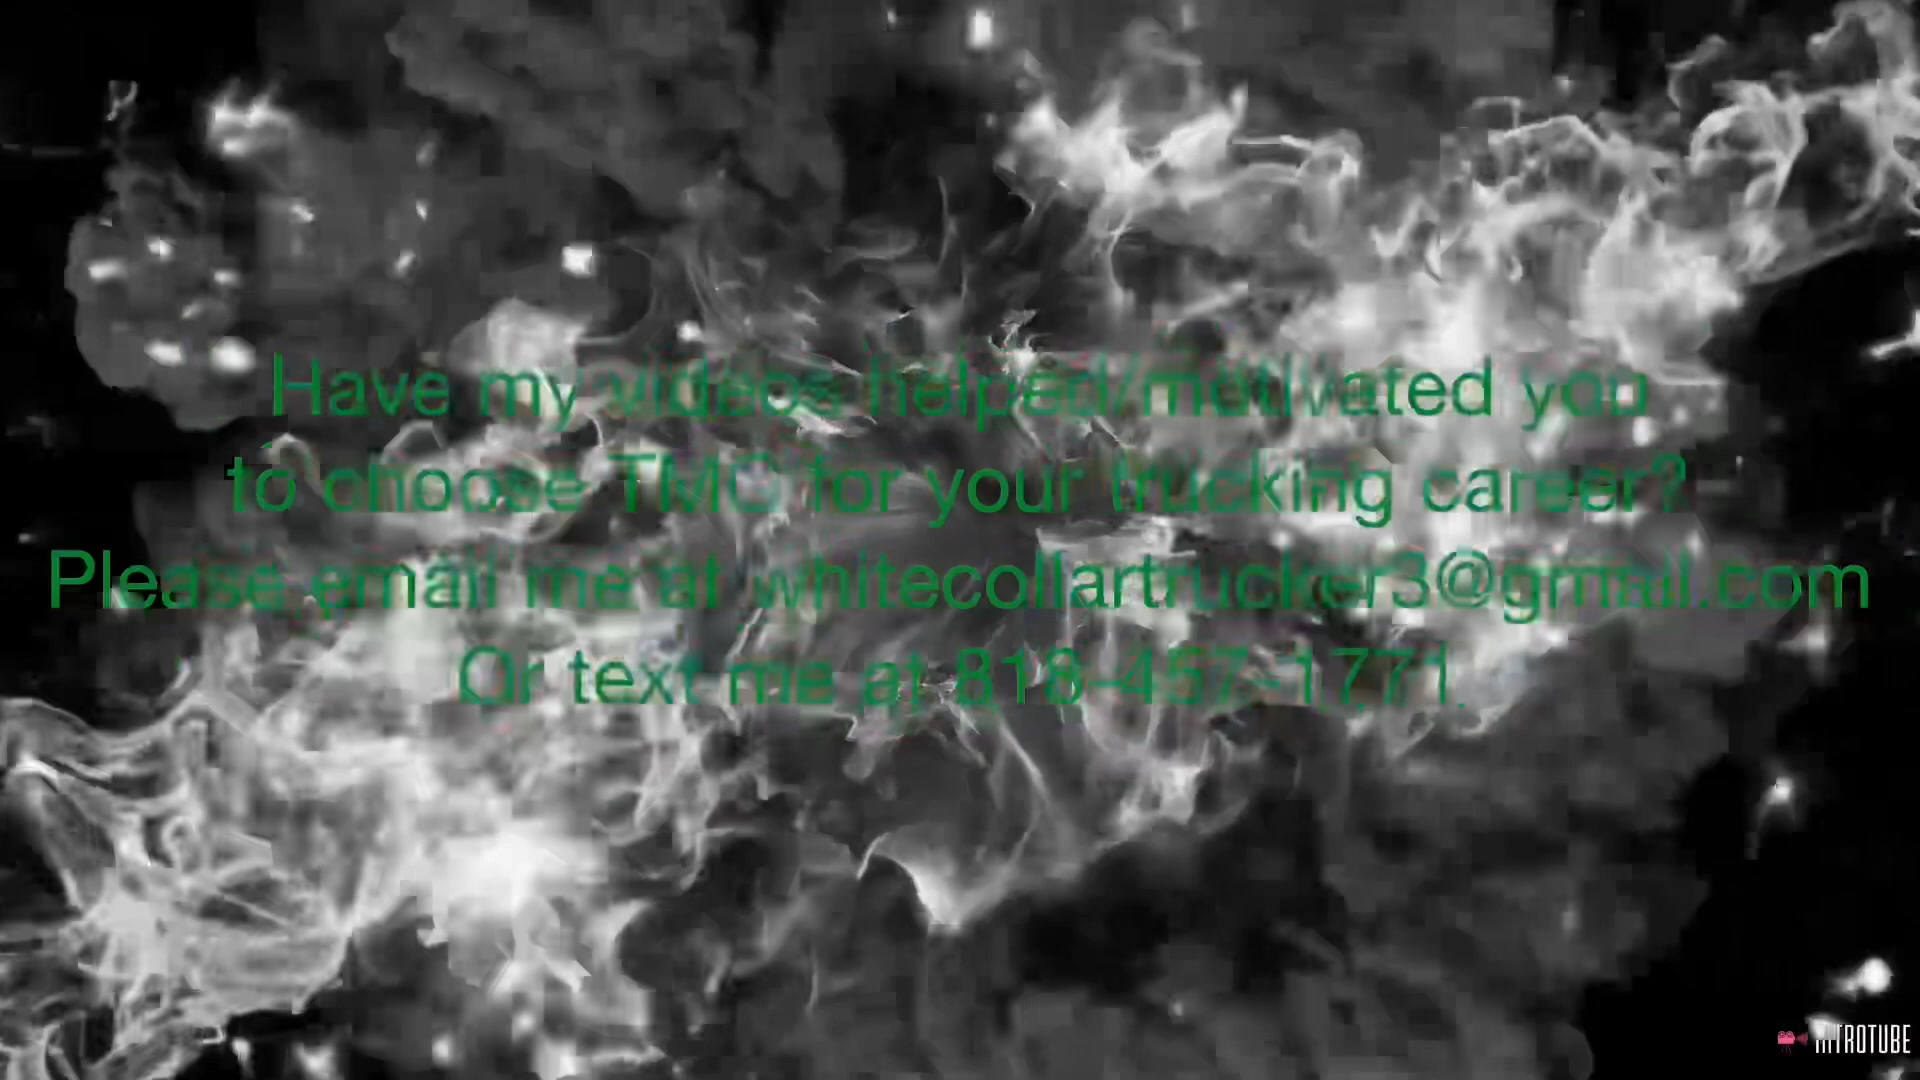 Have my videos helped/motivated you
to choose TMC for your trucking career?
Please email me at whitecollartrucker3@gmail.com
Or text me at 818-457-1771.
INTROTUBE